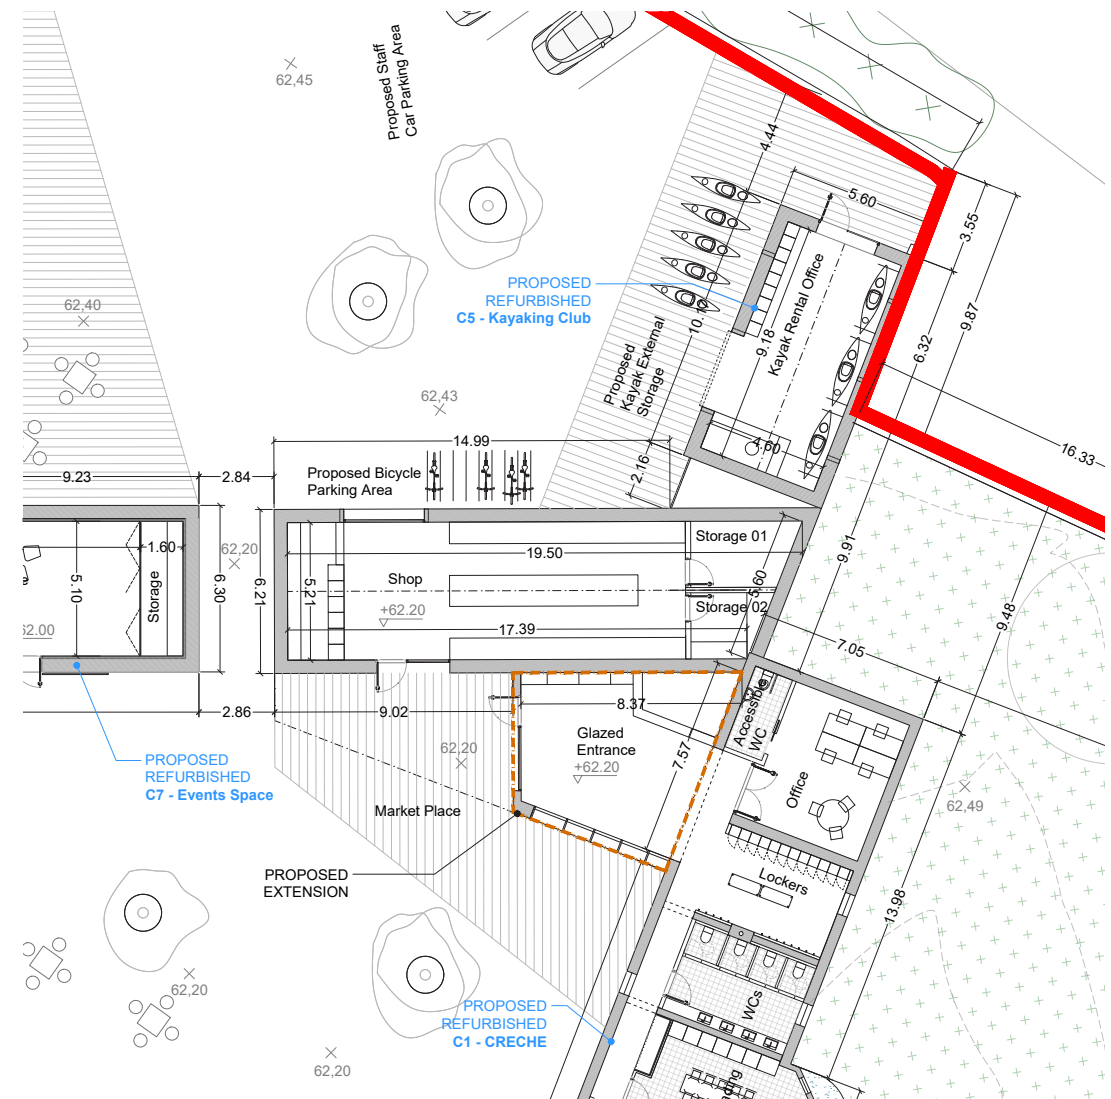 Proposed Staff
Car Parking Area
62,45
4.44
5.60
3.55
9.87
6.32
PROPOSED
REFURBISHED
C5 - Kayaking Club
Kayak Rental Office
9.18
Proposed
Kayak External
Storage
4.60
2.16
16.33
62,40
62,43
14.99
9.23
2.84
Proposed Bicycle
Parking Area
1.60
5.10
Storage
62,20
6.30
6.21
5.21
19.50
Shop
+62.20
17.39
Storage 01
Storage 02
5.60
9.91
9.48
7.05
2.86
9.02
8.37
Glazed
Entrance
+62.20
7.57
Accessible
WC
Office
62,20
62,49
Market Place
PROPOSED
REFURBISHED
C7 - Events Space
PROPOSED
EXTENSION
Lockers
13.98
WCs
62,20
62,20
PROPOSED
REFURBISHED
C1 - CRECHE